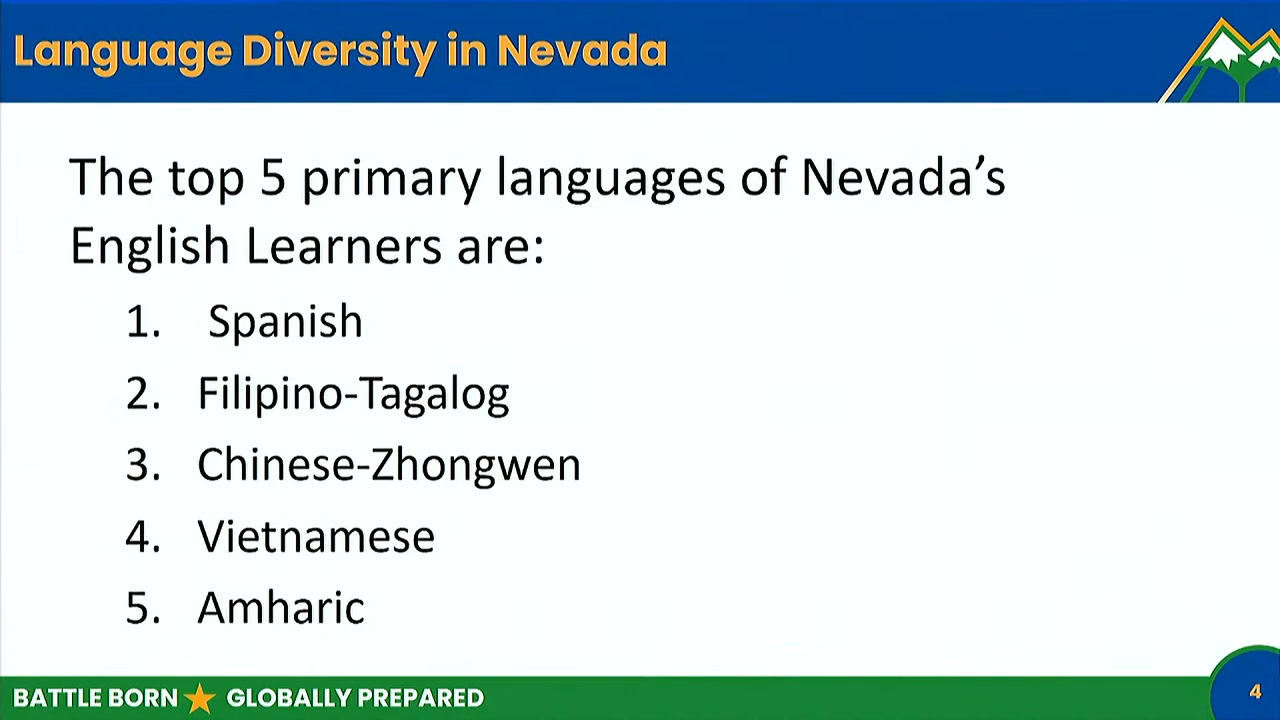 Language Diversity in Nevada
The top 5 primary languages of Nevada’s
English Learners are:
1. Spanish
2. Filipino-Tagalog
3. Chinese-Zhongwen
4. Vietnamese
5. Amharic
BATTLE BORN GLOBALLY PREPARED
4